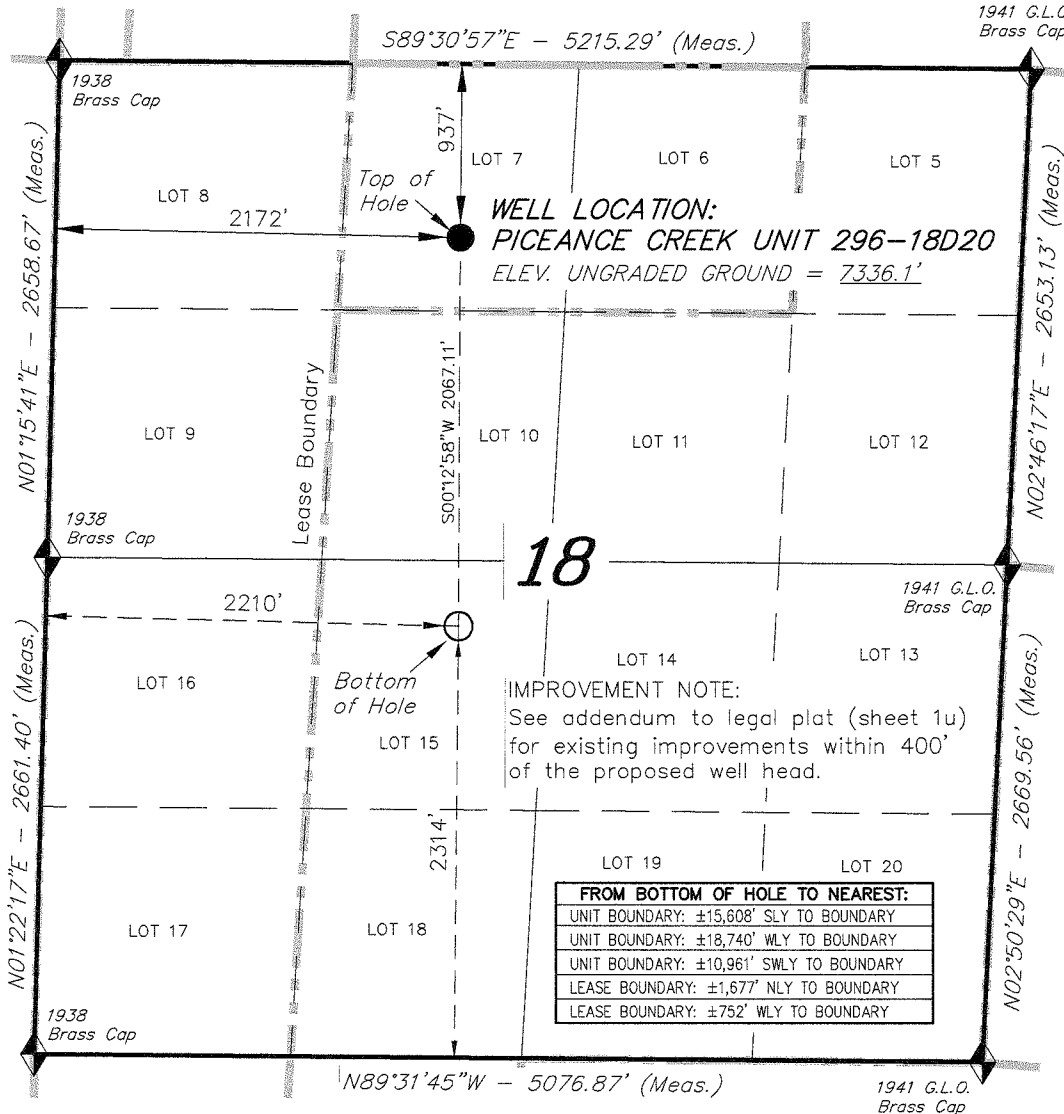 1941 G.L.O.
Brass Cap
S89°30'57"E - 5215.29' (Meas.)
1938
Brass Cap
N01°15'41"E - 2658.67' (Meas.)
937'
LOT 7
LOT 6
LOT 5
LOT 8
Top of
Hole
2172'
WELL LOCATION:
PICEANCE CREEK UNIT 296-18D20
ELEV. UNGRADED GROUND = 7336.1'
N02°46'17"E - 2653.13' (Meas.)
Lease Boundary
S00°12'58"W 2067.11'
LOT 9
LOT 10
LOT 11
LOT 12
1938
Brass Cap
18
1941 G.L.O.
Brass Cap
2210'
Bottom
of Hole
LOT 16
LOT 15
LOT 14
LOT 13
IMPROVEMENT NOTE:
See addendum to legal plat (sheet 1u)
for existing improvements within 400'
of the proposed well head.
N01°22'17"E - 2661.40' (Meas.)
2314'
N02°50'29"E - 2669.56' (Meas.)
LOT 19
LOT 20
LOT 17
LOT 18
FROM BOTTOM OF HOLE TO NEAREST:
UNIT BOUNDARY: ±15,608' SLY TO BOUNDARY
UNIT BOUNDARY: ±18,740' WLY TO BOUNDARY
UNIT BOUNDARY: ±10,961' SWLY TO BOUNDARY
LEASE BOUNDARY: ±1,677' NLY TO BOUNDARY
LEASE BOUNDARY: ±752' WLY TO BOUNDARY
1938
Brass Cap
N89°31'45"W - 5076.87' (Meas.)
1941 G.L.O.
Brass Cap